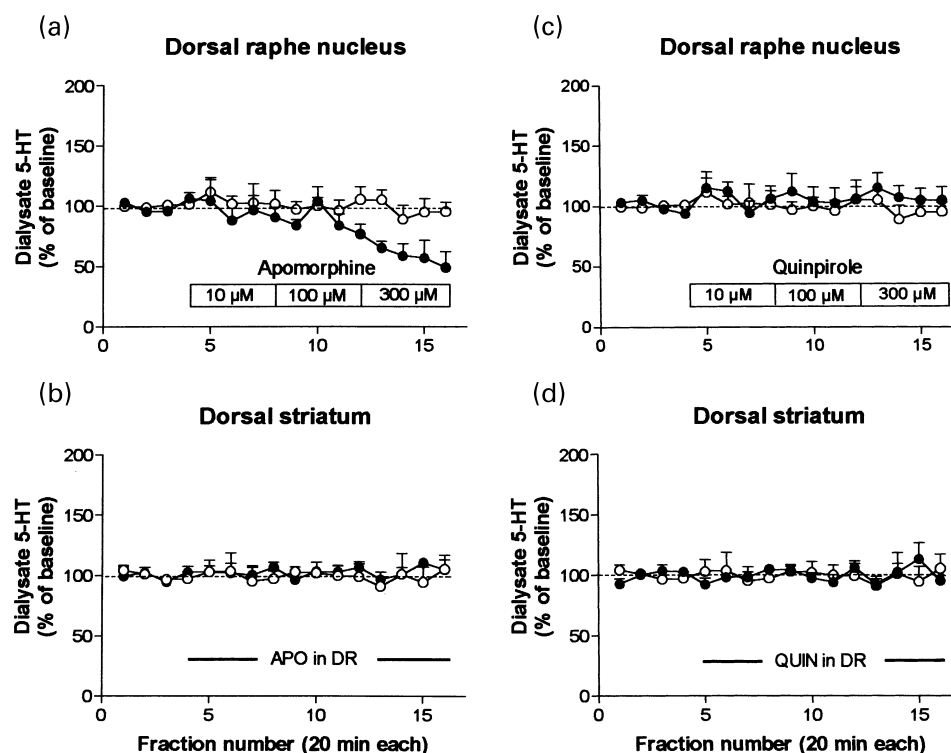 (a)
Dorsal raphe nucleus
Dialysate 5-HT
(% of baseline)
200
150
100
50
0
Apomorphine
10 µM 100 µM 300 µM
0 5 10 15
(c)
Dorsal raphe nucleus
Dialysate 5-HT
(% of baseline)
200
150
100
50
0
Quinpirole
10 µM 100 µM 300 µM
0 5 10 15
(b)
Dorsal striatum
Dialysate 5-HT
(% of baseline)
200
150
100
50
0
APO in DR
0 5 10 15
Fraction number (20 min each)
(d)
Dorsal striatum
Dialysate 5-HT
(% of baseline)
200
150
100
50
0
QUIN in DR
0 5 10 15
Fraction number (20 min each)